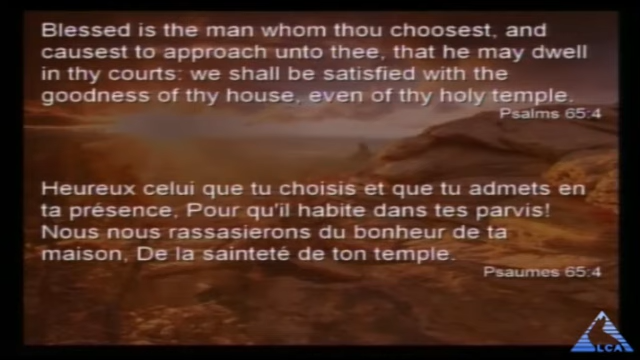 Blessed is the man whom thou choosest, and
causest to approach unto thee, that he may dwell
in thy courts: we shall be satisfied with the
goodness of thy house, even of thy holy temple.
Psalms 65:4
Heureux celui que tu choisis et que tu admets en
ta présence, Pour qu'il habite dans tes parvis!
Nous nous rassasierons du bonheur de ta
maison, De la sainteté de ton temple.
Psaumes 65:4
LCA